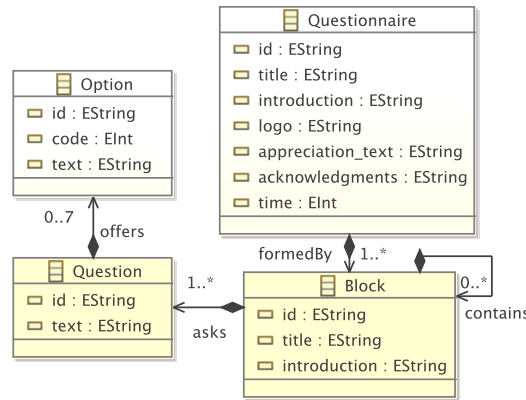 Questionnaire
id : EString
title : EString
introduction : EString
logo : EString
appreciation_text : EString
acknowledgments : EString
time : EInt
Option
id : EString
code : EInt
text : EString
0..7
offers
formedBy
1..*
Question
id : EString
text : EString
1..*
asks
Block
id : EString
title : EString
introduction : EString
0..*
contains